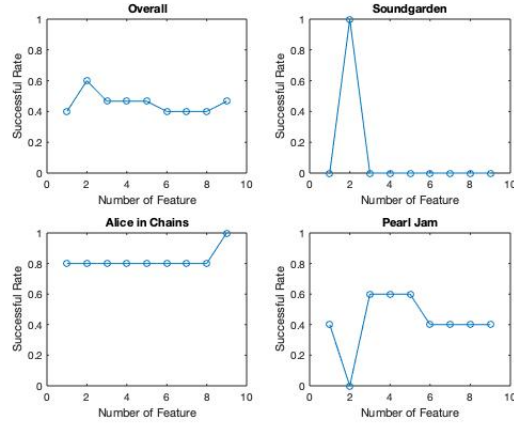 Overall
1
0.8
0.6
0.4
0.2
0
0 2 4 6 8 10
Successful Rate
Number of Feature
Soundgarden
1
0.8
0.6
0.4
0.2
0
0 2 4 6 8 10
Successful Rate
Number of Feature
Alice in Chains
1
0.8
0.6
0.4
0.2
0
0 2 4 6 8 10
Successful Rate
Number of Feature
Pearl Jam
1
0.8
0.6
0.4
0.2
0
0 2 4 6 8 10
Successful Rate
Number of Feature